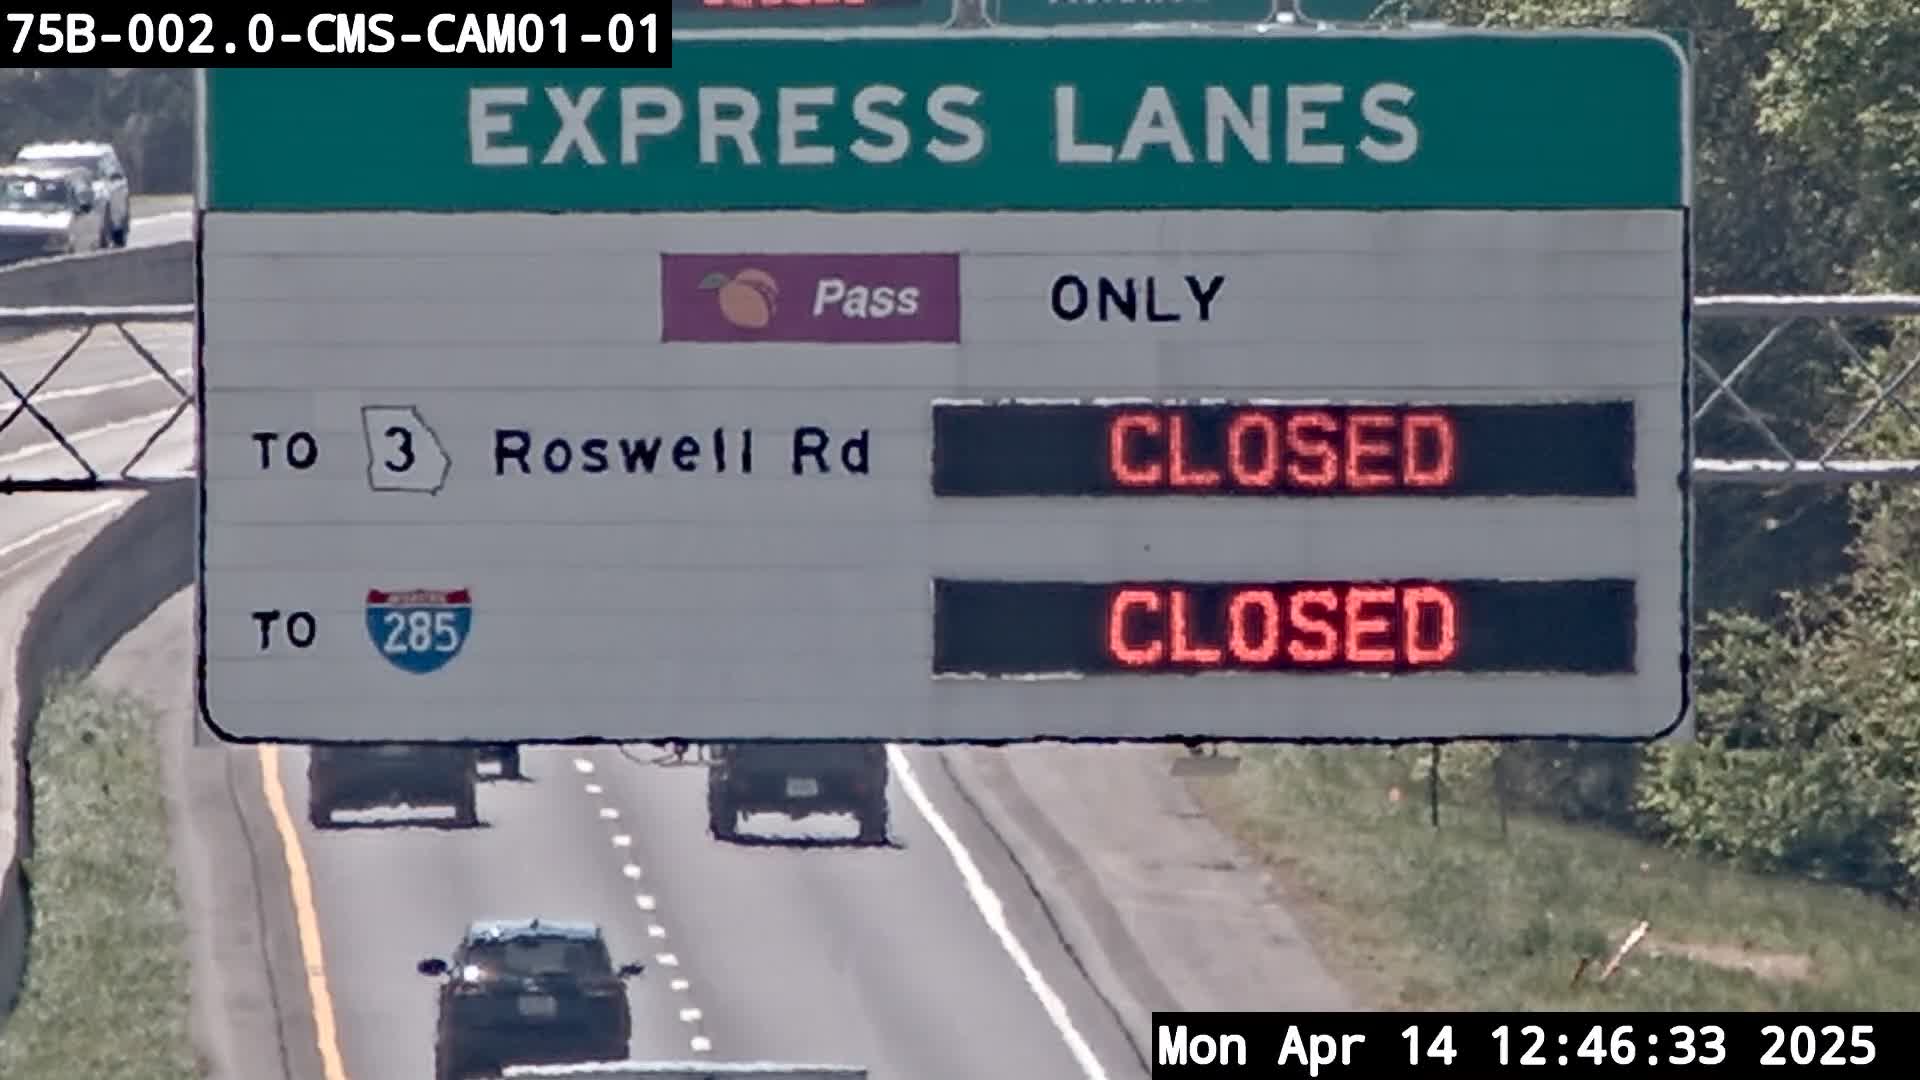 75B-002.0-CMS-CAM01-01
EXPRESS LANES
Pass ONLY
TO 3 Roswell Rd CLOSED
TO 285 CLOSED
Mon Apr 14 12:46:33 2025